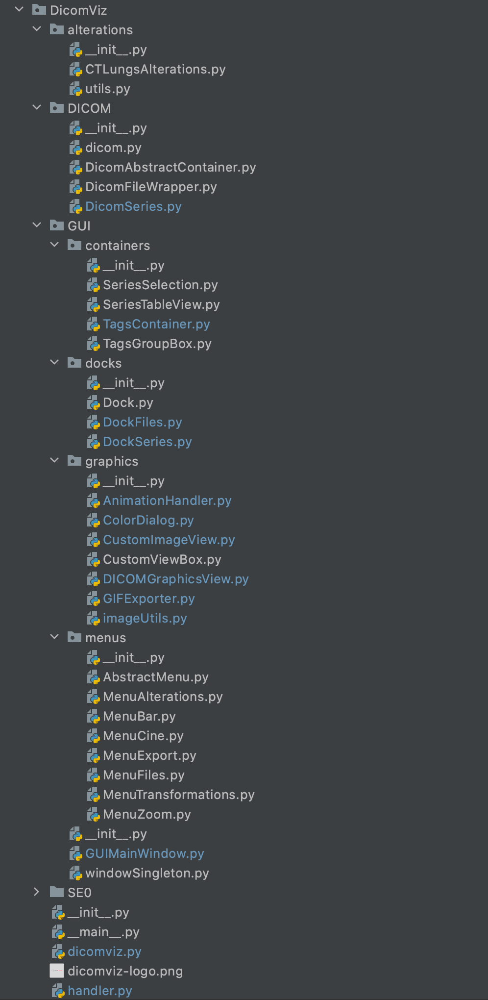 DicomViz
alterations
__init__.py
CTLungsAlterations.py
utils.py
DICOM
__init__.py
dicom.py
DicomAbstractContainer.py
DicomFileWrapper.py
DicomSeries.py
GUI
containers
__init__.py
SeriesSelection.py
SeriesTableView.py
TagsContainer.py
TagsGroupBox.py
docks
__init__.py
Dock.py
DockFiles.py
DockSeries.py
graphics
__init__.py
AnimationHandler.py
ColorDialog.py
CustomImageView.py
CustomViewBox.py
DICOMGraphicsView.py
GIFExporter.py
imageUtils.py
menus
__init__.py
AbstractMenu.py
MenuAlterations.py
MenuBar.py
MenuCine.py
MenuExport.py
MenuFiles.py
MenuTransformations.py
MenuZoom.py
__init__.py
GUIMainWindow.py
windowSingleton.py
SE0
__init__.py
__main__.py
dicomviz.py
dicomviz-logo.png
handler.py